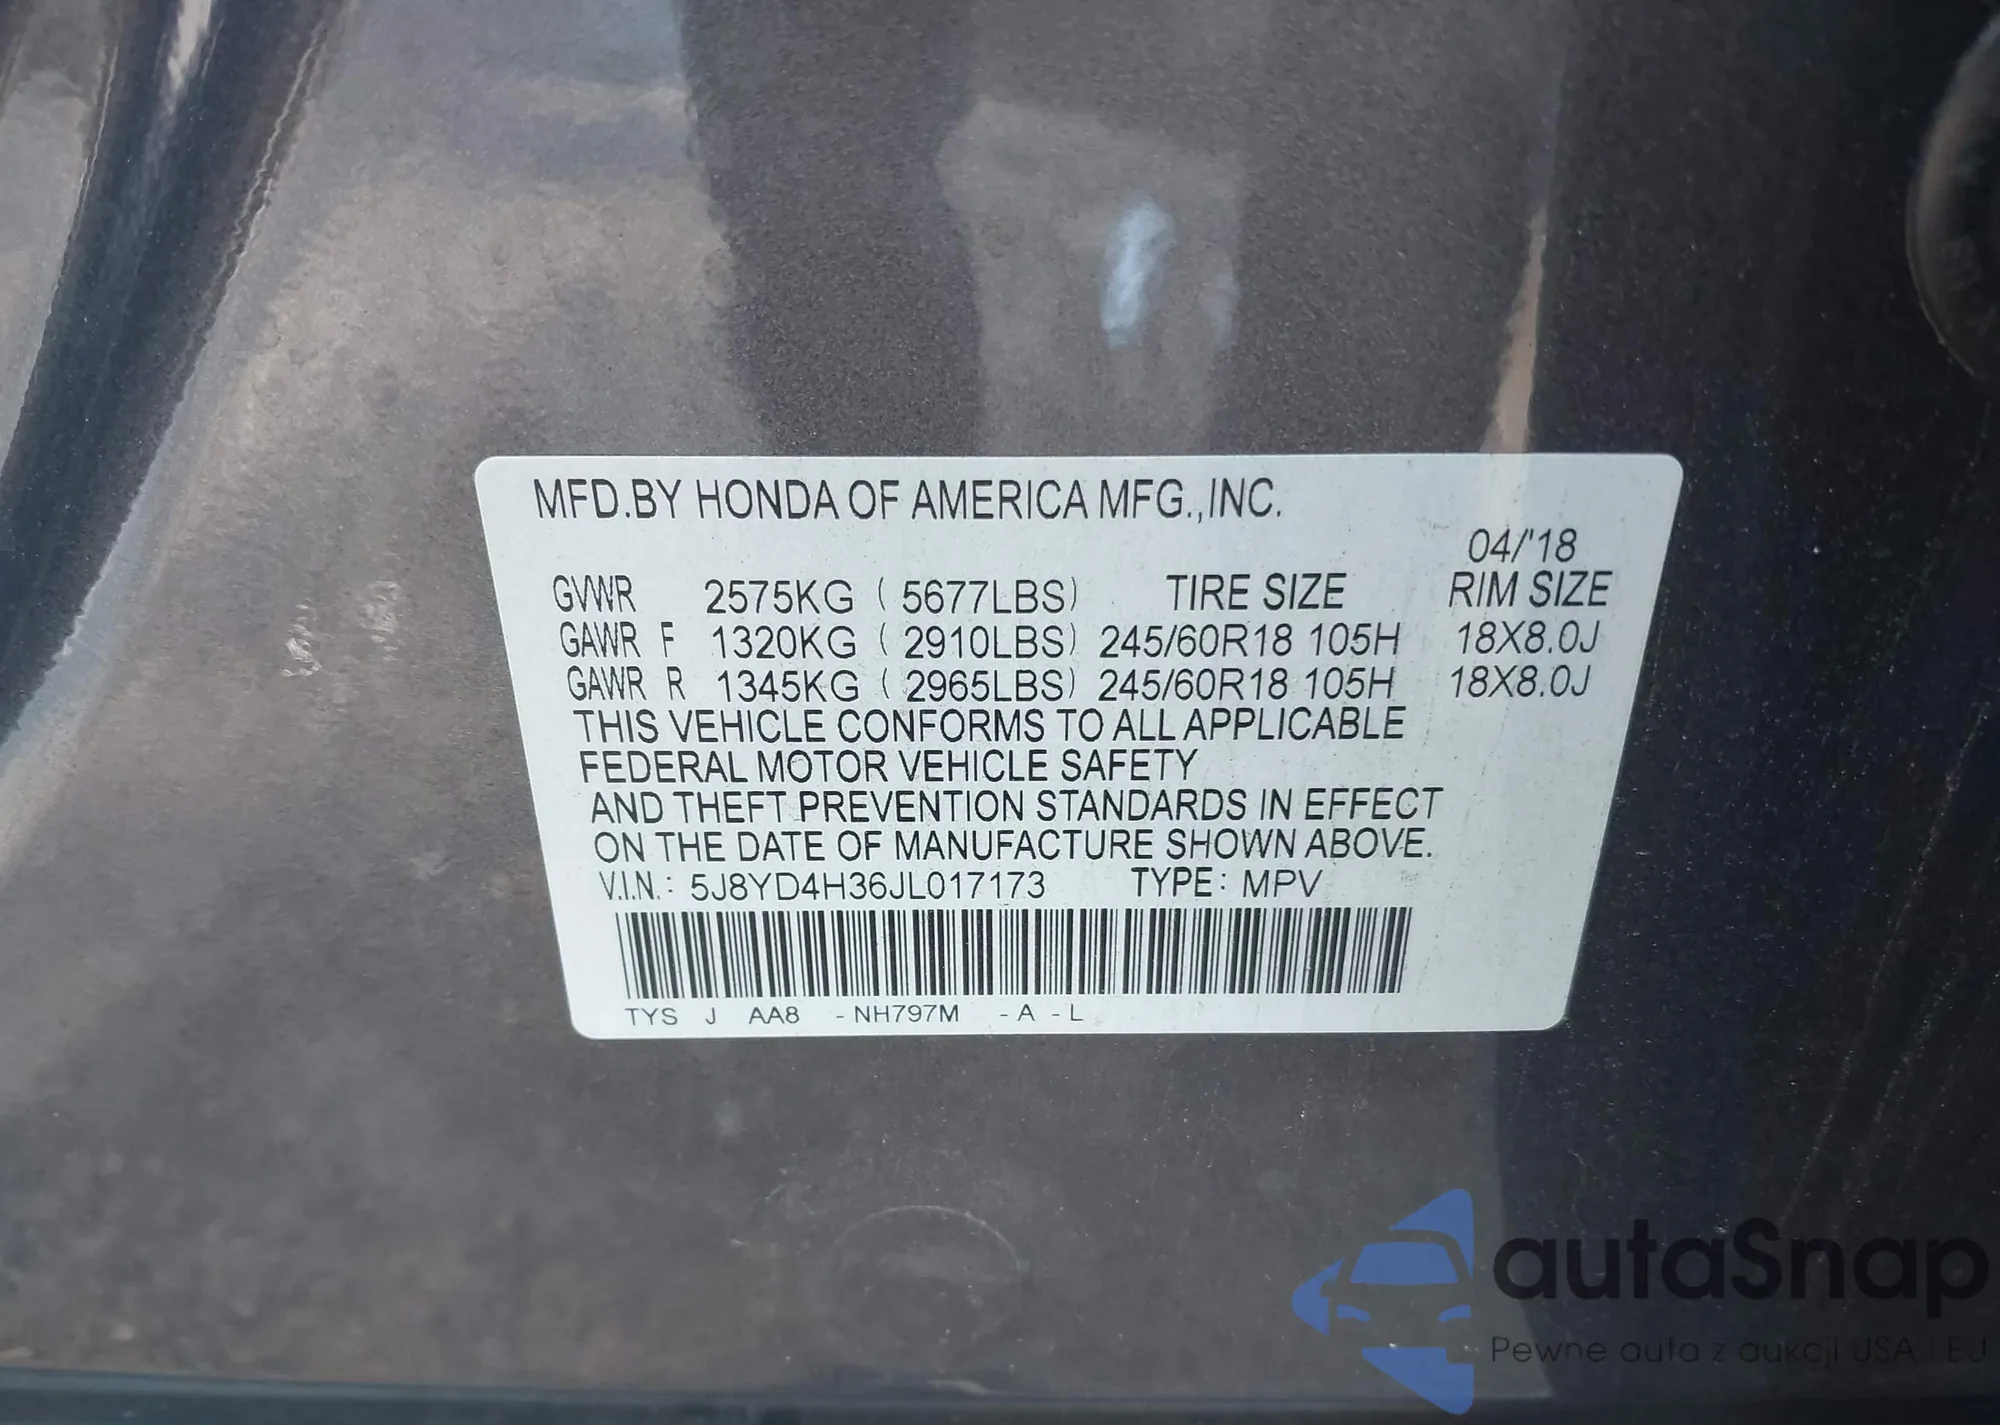 MFD.BY HONDA OF AMERICA MFG.,INC.
04/'18
GVWR 2575KG ( 5677LBS) TIRE SIZE RIM SIZE
GAWR F 1320KG ( 2910LBS) 245/60R18 105H 18X8.0J
GAWR R 1345KG ( 2965LBS) 245/60R18 105H 18X8.0J
THIS VEHICLE CONFORMS TO ALL APPLICABLE
FEDERAL MOTOR VEHICLE SAFETY
AND THEFT PREVENTION STANDARDS IN EFFECT
ON THE DATE OF MANUFACTURE SHOWN ABOVE.
V.I.N.: 5J8YD4H36JL017173 TYPE: MPV
TYS J AA8 - NH797M - A - L
autaSnap
Pewne auta z aukcji USA i EU